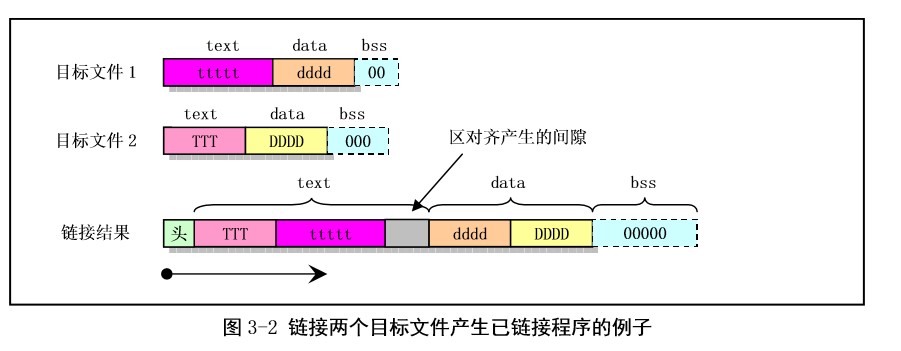 text data bss
目标文件 1 ttttt dddd 00
text data bss
目标文件 2 TTT DDDD 000
区对齐产生的间隙
text data bss
链接结果 头 TTT ttttt dddd DDDD 00000
图 3-2 链接两个目标文件产生已链接程序的例子